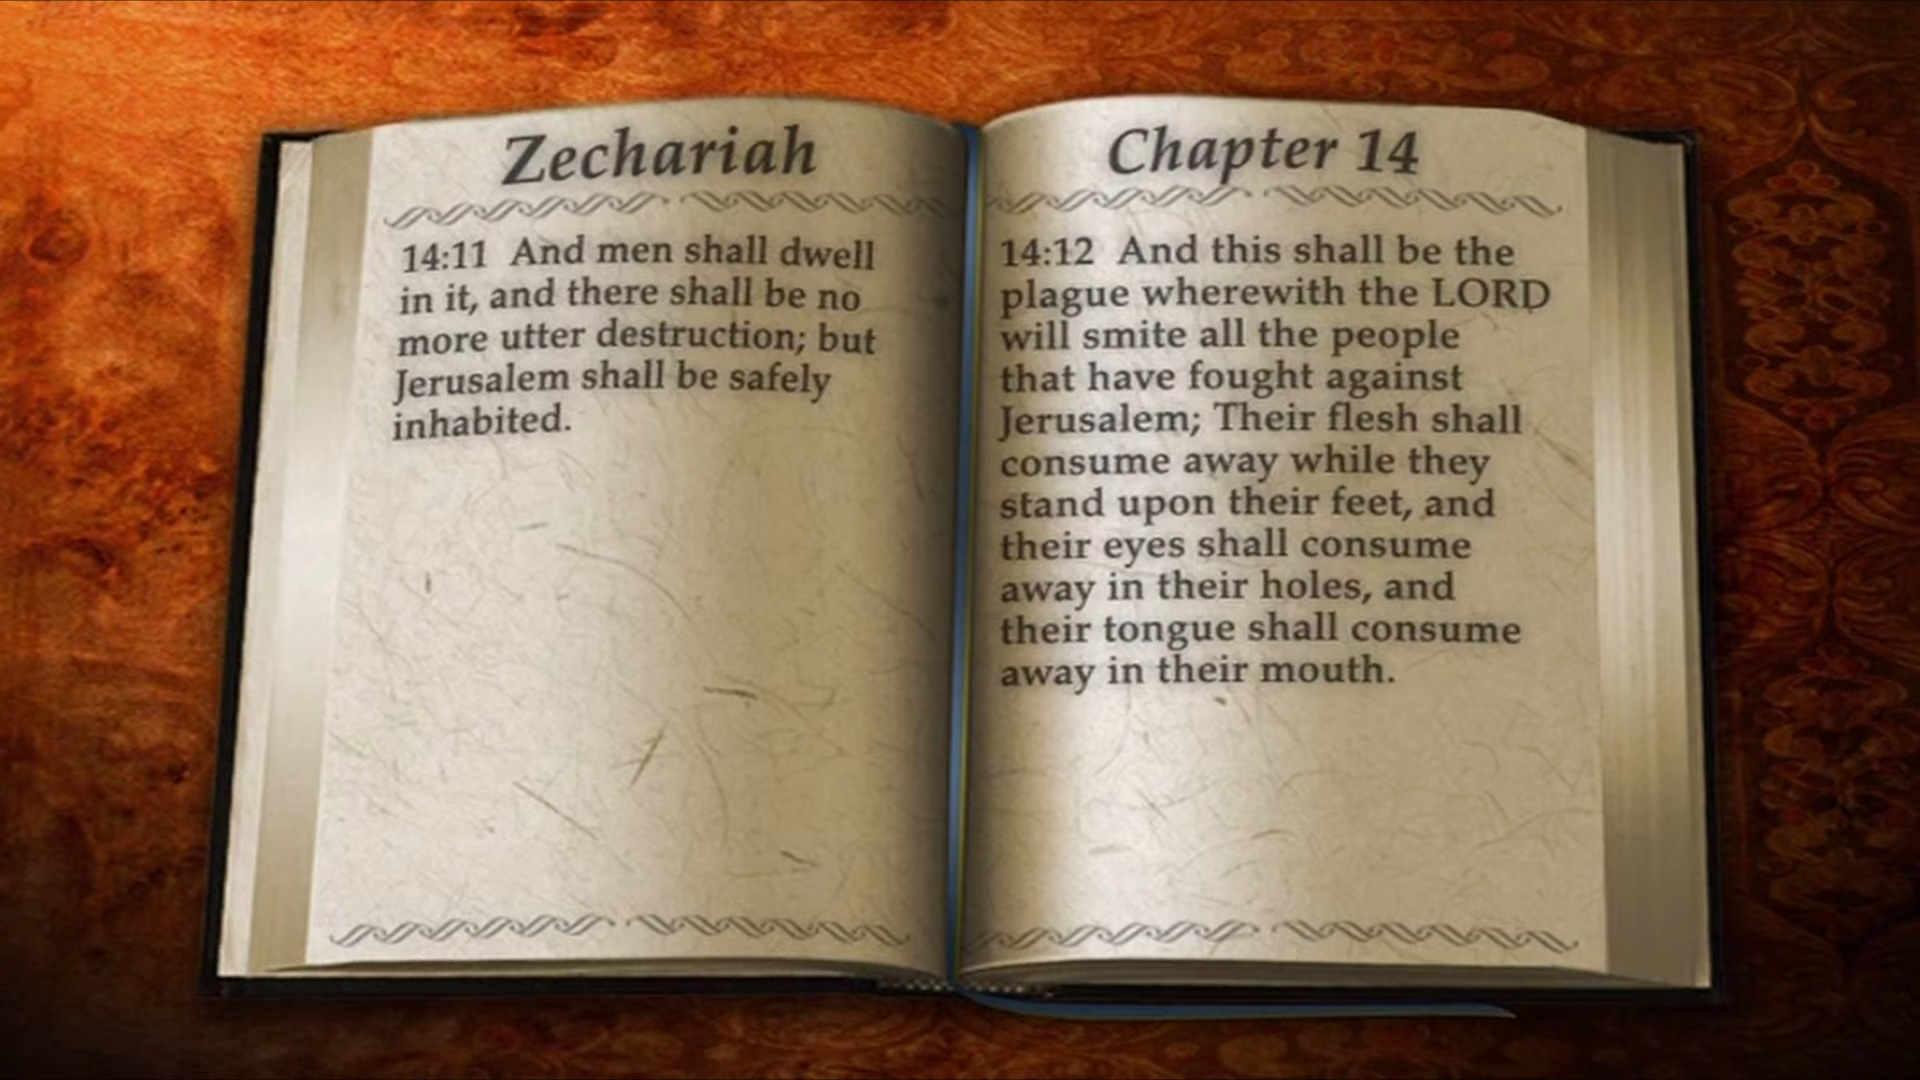 Zechariah
14:11 And men shall dwell
in it, and there shall be no
more utter destruction; but
Jerusalem shall be safely
inhabited.
Chapter 14
14:12 And this shall be the
plague wherewith the LORD
will smite all the people
that have fought against
Jerusalem; Their flesh shall
consume away while they
stand upon their feet, and
their eyes shall consume
away in their holes, and
their tongue shall consume
away in their mouth.